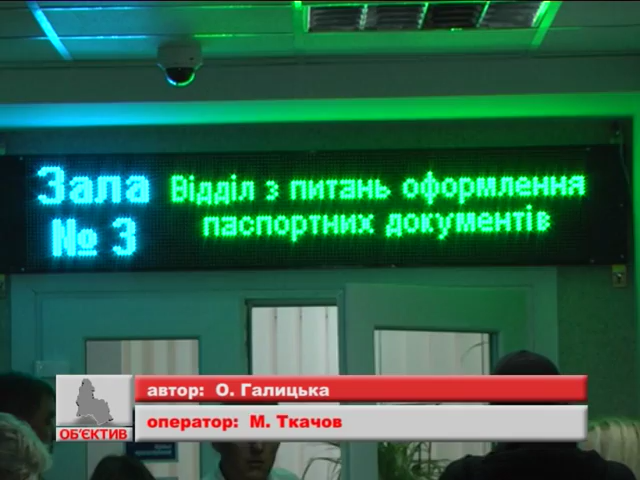 Зала
№ 3
Відділ з питань оформлення
паспортних документів
автор: О. Галицька
оператор: М. Ткачов
ОБ'ЄКТИВ